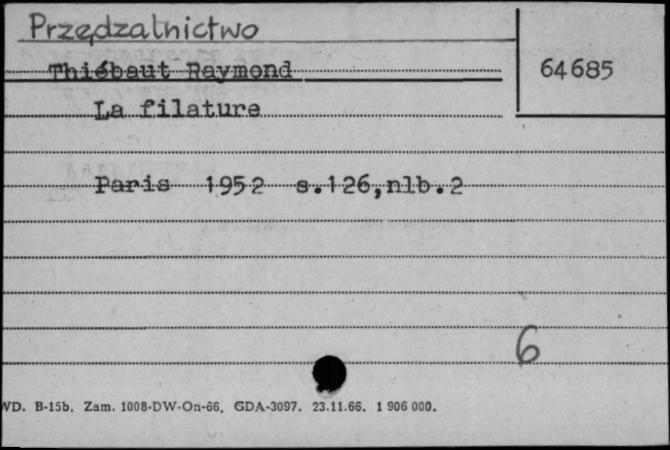 Przędzalnictwo
Thiébaut Raymond
64685
La filature
Paris 1952 s.126,nlb.2
6
WD. B-15b. Zam. 1008-DW-On-66. GDA-3097. 23.11.66. 1 906 000.